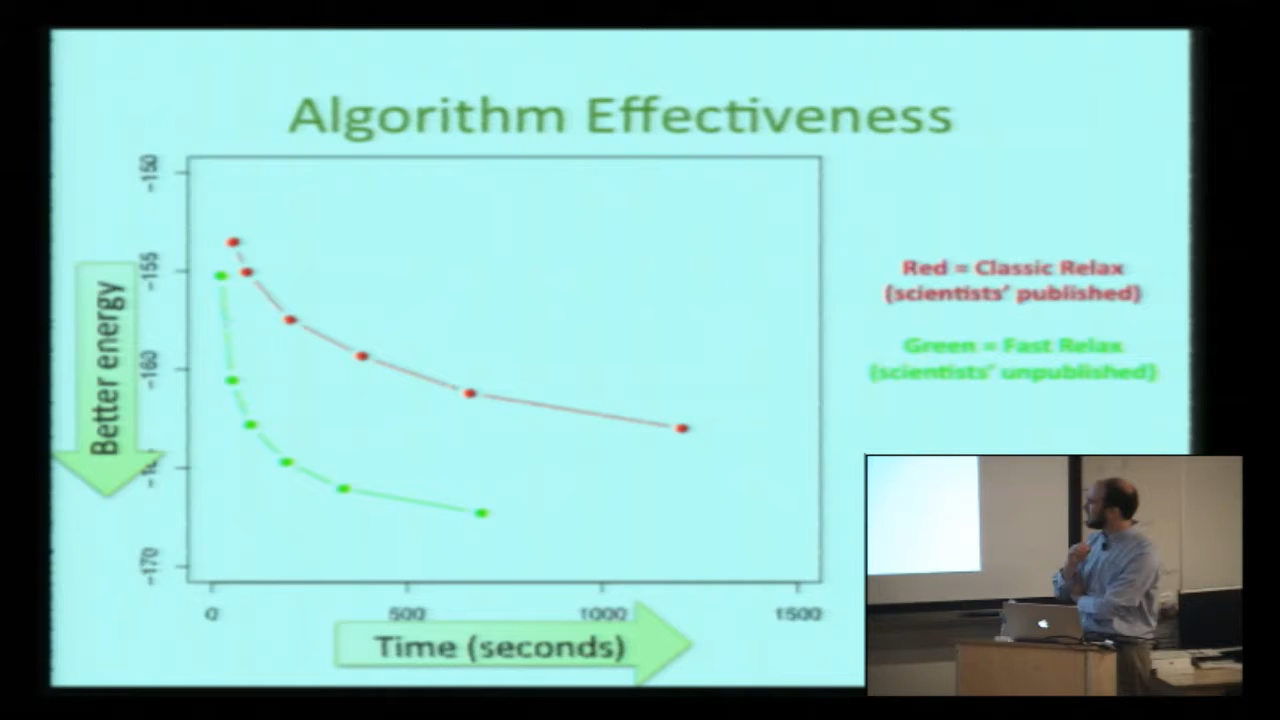 Algorithm Effectiveness
-150
-155
-160
-170
Better energy
0 500 1000 1500
Time (seconds)
Red = Classic Relax
(scientists' published)
Green = Fast Relax
(scientists' unpublished)